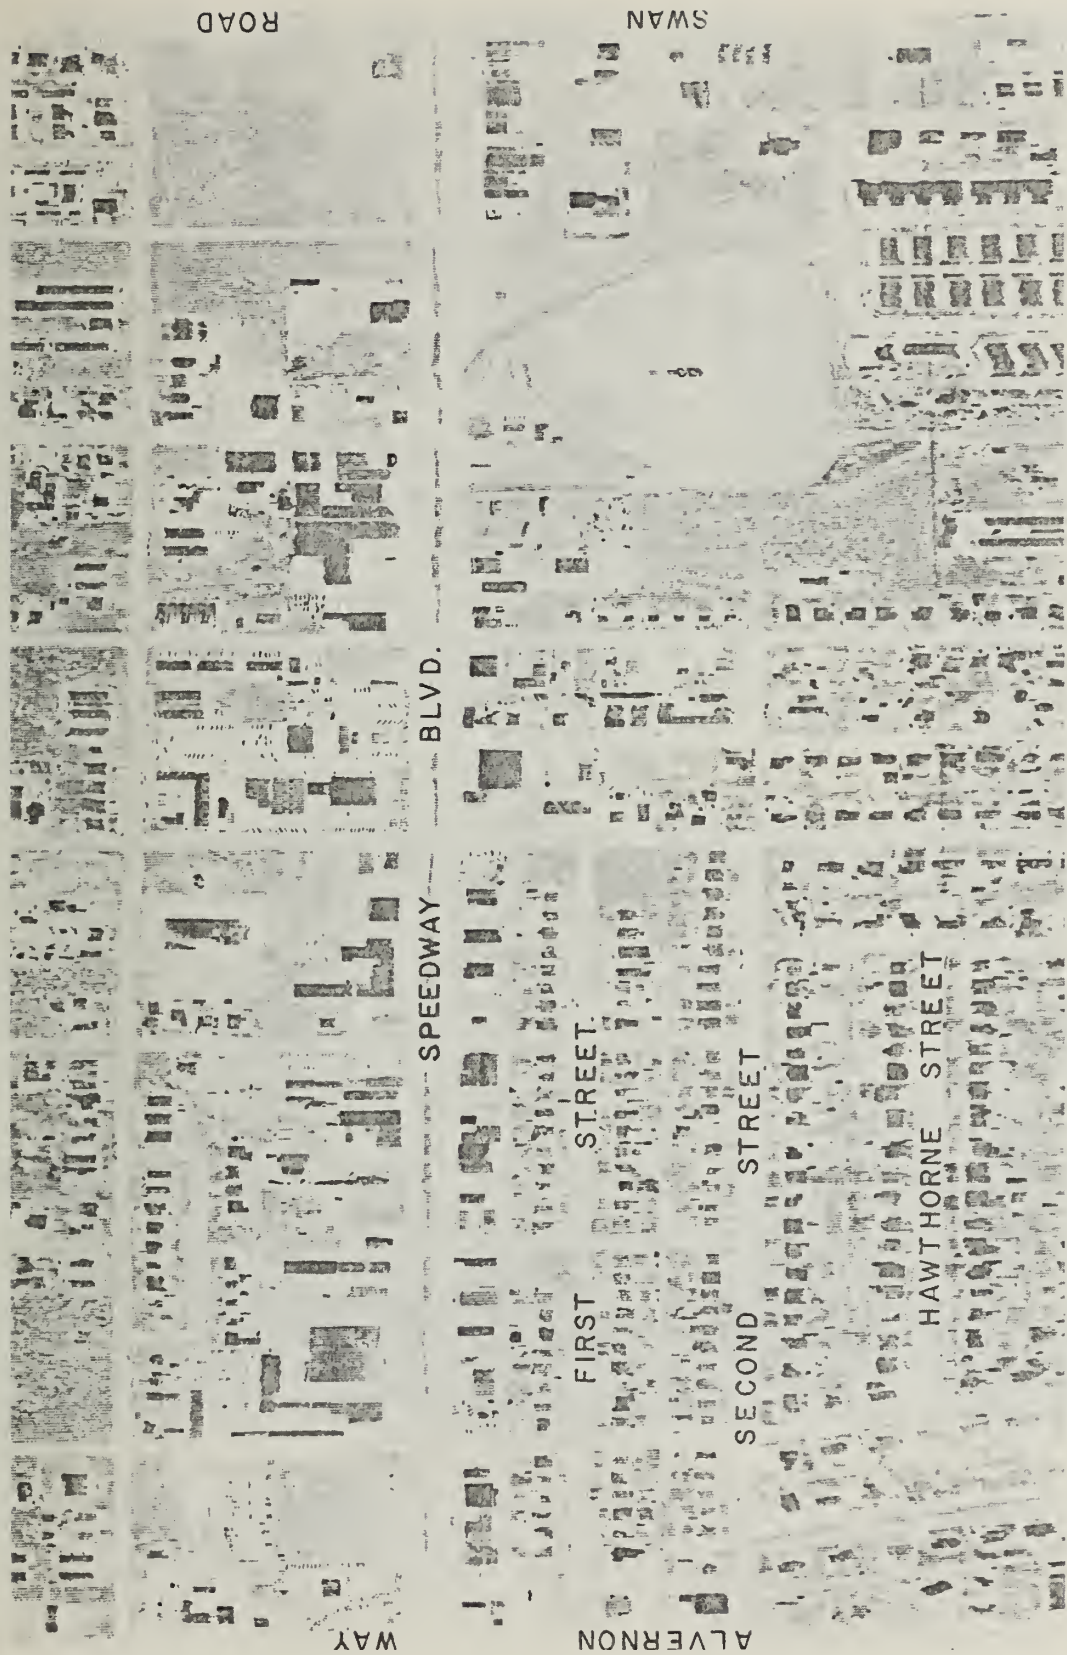 ROAD
SWAN
SPEEDWAY BLVD.
FIRST STREET
SECOND STREET
HAWTHORNE STREET
WAY
ALVERNON